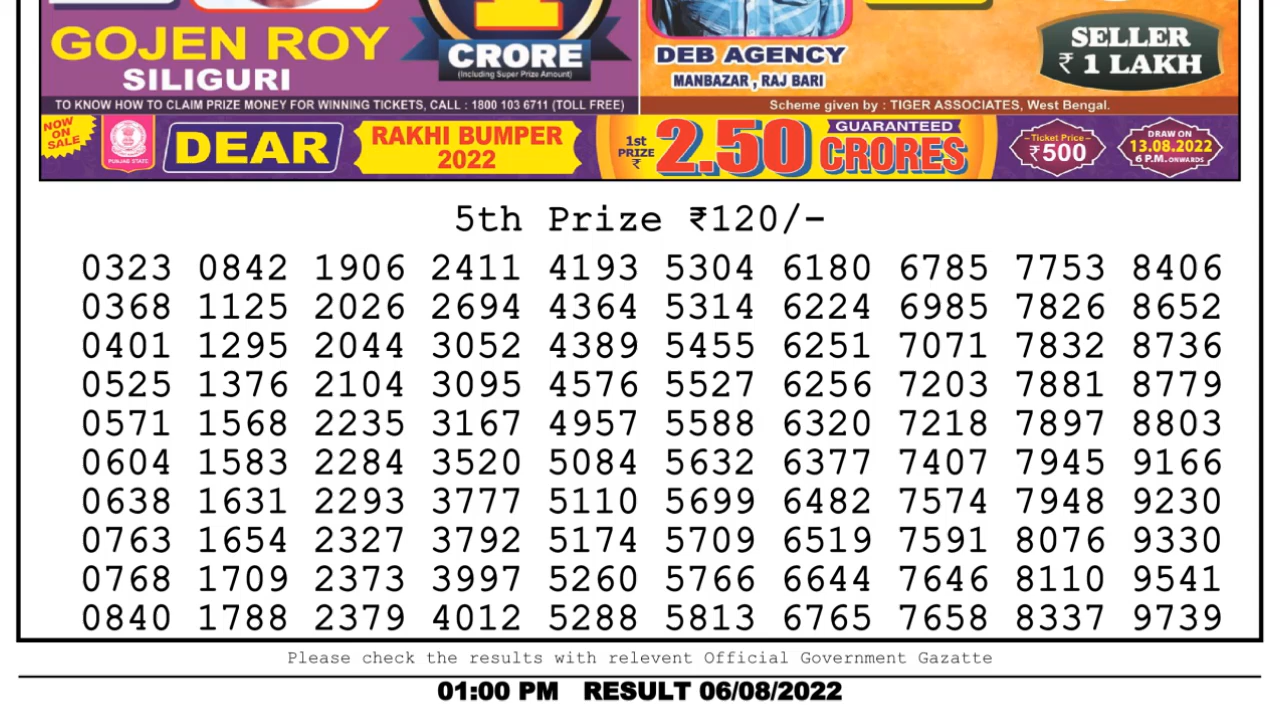 GOJEN ROY
SILIGURI
1
CRORE
(Including Super Prize Amount)
DEB AGENCY
MANBAZAR , RAJ BARI
SELLER
₹ 1 LAKH
TO KNOW HOW TO CLAIM PRIZE MONEY FOR WINNING TICKETS, CALL : 1800 103 6711 (TOLL FREE)
Scheme given by : TIGER ASSOCIATES, West Bengal.
NOW ON SALE
PUNJAB STATE
DEAR
RAKHI BUMPER
2022
1st PRIZE ₹
2.50
GUARANTEED
CRORES
Ticket Price
₹500
DRAW ON
13.08.2022
6 P.M. ONWARDS
5th Prize ₹120/-
0323 0842 1906 2411 4193 5304 6180 6785 7753 8406
0368 1125 2026 2694 4364 5314 6224 6985 7826 8652
0401 1295 2044 3052 4389 5455 6251 7071 7832 8736
0525 1376 2104 3095 4576 5527 6256 7203 7881 8779
0571 1568 2235 3167 4957 5588 6320 7218 7897 8803
0604 1583 2284 3520 5084 5632 6377 7407 7945 9166
0638 1631 2293 3777 5110 5699 6482 7574 7948 9230
0763 1654 2327 3792 5174 5709 6519 7591 8076 9330
0768 1709 2373 3997 5260 5766 6644 7646 8110 9541
0840 1788 2379 4012 5288 5813 6765 7658 8337 9739
Please check the results with relevent Official Government Gazatte
01:00 PM RESULT 06/08/2022